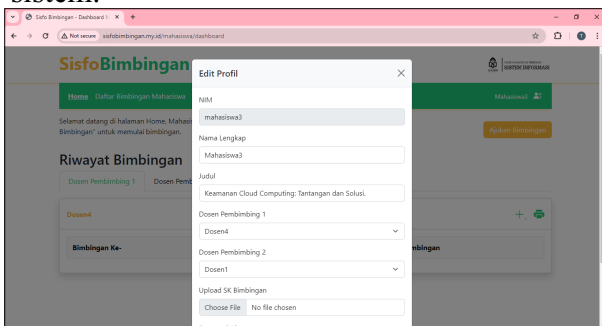 sistem.
Sisfo Bimbingan - Dashboard
Not secure sisfobimbingan.my.id/mahasiswa/dashboard
SisfoBimbingan
SISTEM INFORMASI
Home Daftar Bimbingan Mahasiswa
Mahasiswa3
Selamat datang di halaman Home, Mahasis
Bimbingan" untuk memulai bimbingan.
Ajukan Bimbingan
Riwayat Bimbingan
Dosen Pembimbing 1 Dosen Pemb
Dosen4
Bimbingan Ke-
mbingan
Edit Profil
NIM
mahasiswa3
Nama Lengkap
Mahasiswa3
Judul
Keamanan Cloud Computing: Tantangan dan Solusi.
Dosen Pembimbing 1
Dosen4
Dosen Pembimbing 2
Dosen1
Upload SK Bimbingan
Choose File No file chosen